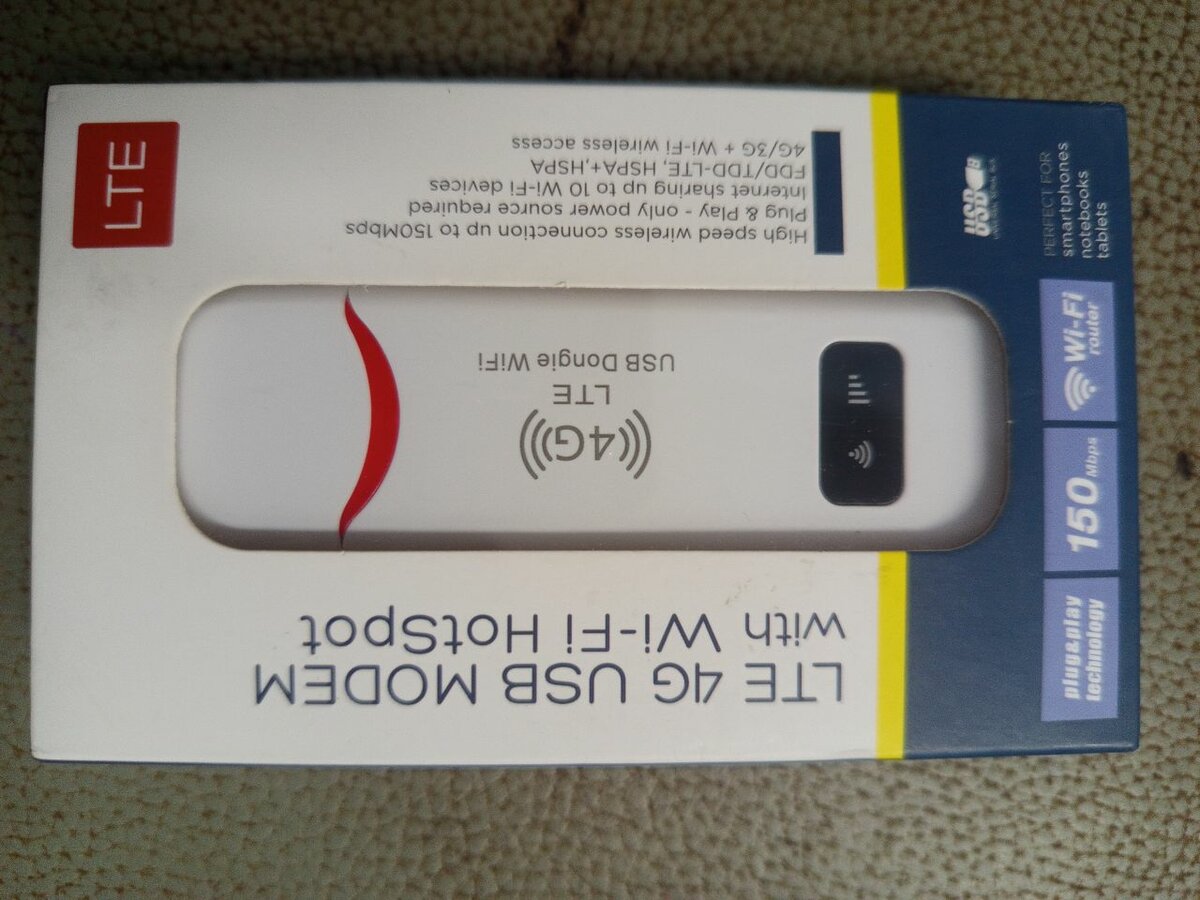 LTE 4G USB MODEM
with Wi-Fi HotSpot
4G
LTE
USB Dongie WiFi
High speed wireless connection up to 150Mbps
Plug & Play - only power source required
Internet sharing up to 10 Wi-Fi devices
FDD/TDD-LTE, HSPA+,HSPA
4G/3G + Wi-Fi wireless access
LTE
plug&play
technology
150 Mbps
Wi-Fi
router
PERFECT FOR
smartphones
notebooks
tablets
USB